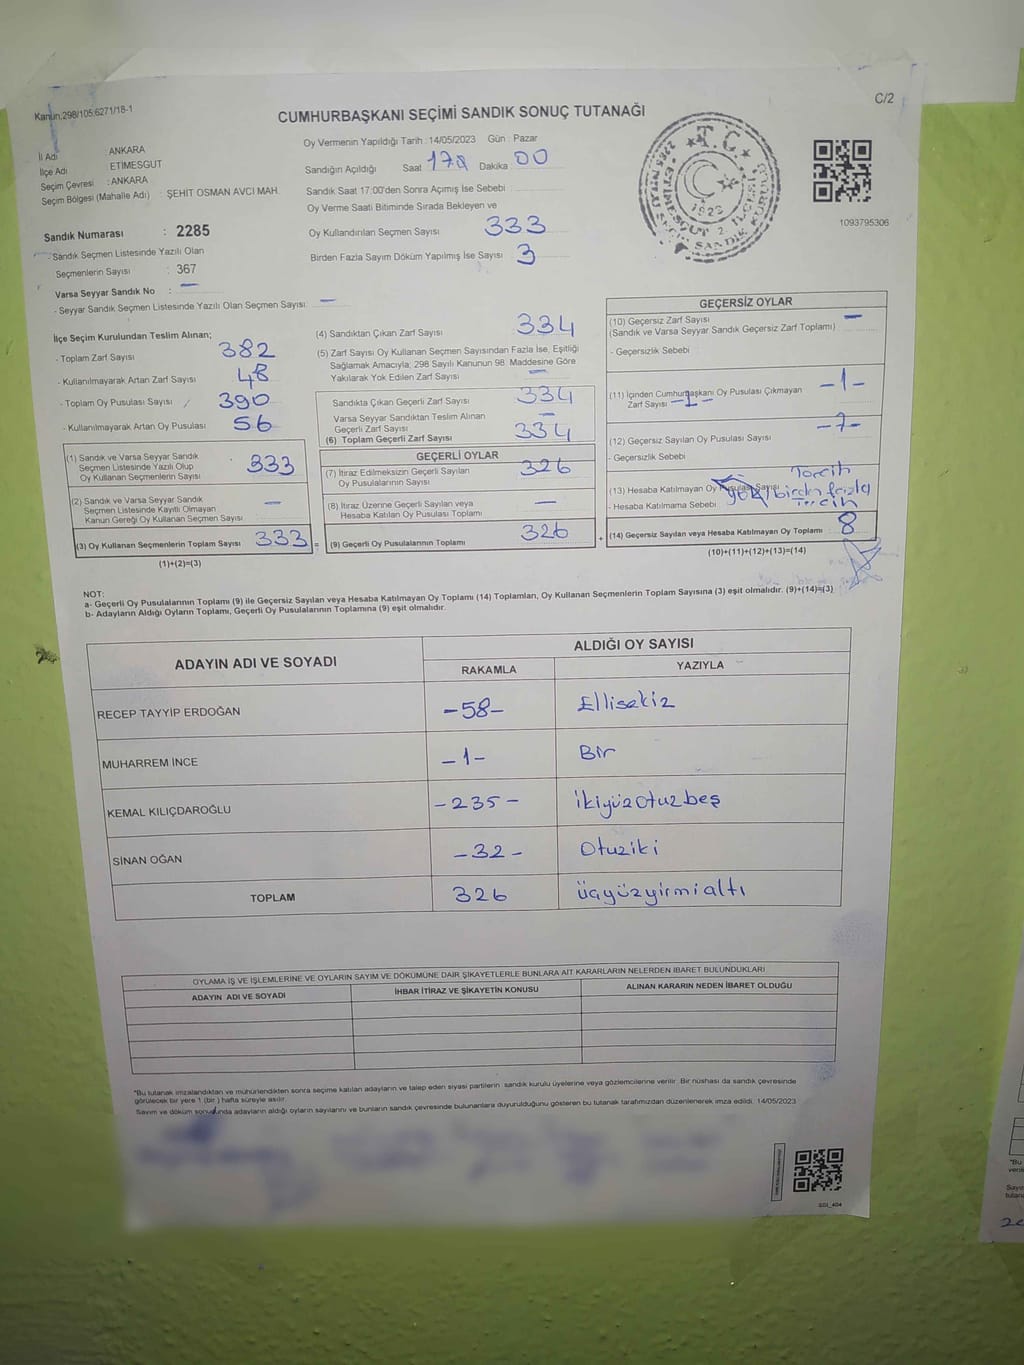 Kanun.298/105:6271/18-1
C/2
CUMHURBAŞKANI SEÇİMİ SANDIK SONUÇ TUTANAĞI
İl Adı : ANKARA
İlçe Adı : ETİMESGUT
Seçim Çevresi : ANKARA
Seçim Bölgesi (Mahalle Adı) : ŞEHİT OSMAN AVCI MAH.
Sandık Numarası : 2285
Sandık Seçmen Listesinde Yazılı Olan
Seçmenlerin Sayısı : 367
Varsa Seyyar Sandık No : —
- Seyyar Sandık Seçmen Listesinde Yazılı Olan Seçmen Sayısı: —
Oy Vermenin Yapıldığı Tarih : 14/05/2023 Gün : Pazar
Sandığın Açıldığı Saat Dakika 00
Sandık Saat 17:00'den Sonra Açımış İse Sebebi
Oy Verme Saati Bitiminde Sırada Bekleyen ve
Oy Kullandırılan Seçmen Sayısı 333
Birden Fazla Sayım Döküm Yapılmış İse Sayısı 3
T.C.
1923
1093795306
İlçe Seçim Kurulundan Teslim Alınan;
- Toplam Zarf Sayısı 382
- Kullanılmayarak Artan Zarf Sayısı 48
- Toplam Oy Pusulası Sayısı 390
- Kullanılmayarak Artan Oy Pusulası 56
(1) Sandık ve Varsa Seyyar Sandık
Seçmen Listesinde Yazılı Olup
Oy Kullanan Seçmenlerin Sayısı : 333
(2) Sandık ve Varsa Seyyar Sandık
Seçmen Listesinde Kayıtlı Olmayan
Kanun Gereği Oy Kullanan Seçmen Sayısı —
(3) Oy Kullanan Seçmenlerin Toplam Sayısı 333 =
(1)+(2)=(3)
(4) Sandıktan Çıkan Zarf Sayısı 334
(5) Zarf Sayısı Oy Kullanan Seçmen Sayısından Fazla İse, Eşitliği
Sağlamak Amacıyla; 298 Sayılı Kanunun 98. Maddesine Göre
Yakılarak Yok Edilen Zarf Sayısı —
Sandıkta Çıkan Geçerli Zarf Sayısı 334
Varsa Seyyar Sandıktan Teslim Alınan
Geçerli Zarf Sayısı —
(6) Toplam Geçerli Zarf Sayısı 334
GEÇERLİ OYLAR
(7) İtiraz Edilmeksizin Geçerli Sayılan
Oy Pusulasının Sayısı 326
(8) İtiraz Üzerine Geçerli Sayılan veya
Hesaba Katılan Oy Pusulası Toplamı —
(9) Geçerli Oy Pusulalarının Toplamı 326 +
GEÇERSİZ OYLAR
(10) Geçersiz Zarf Sayısı —
(Sandık ve Varsa Seyyar Sandık Geçersiz Zarf Toplamı)
- Geçersizlik Sebebi
(11) İçinden Cumhurbaşkanı Oy Pusulası Çıkmayan —1—
Zarf Sayısı —1—
(12) Geçersiz Sayılan Oy Pusulası Sayısı —7—
- Geçersizlik Sebebi
(13) Hesaba Katılmayan Oy Pusulası Sayısı
- Hesaba Katılmama Sebebi birden fazla
(14) Geçersiz Sayılan veya Hesaba Katılmayan Oy Toplamı : 8
(10)+(11)+(12)+(13)=(14)
NOT:
a- Geçerli Oy Pusulalarının Toplamı (9) ile Geçersiz Sayılan veya Hesaba Katılmayan Oy Toplamı (14) Toplamları, Oy Kullanan Seçmenlerin Toplam Sayısına (3) eşit olmalıdır. (9)+(14)=(3)
b- Adayların Aldığı Oyların Toplamı, Geçerli Oy Pusulalarının Toplamına (9) eşit olmalıdır.
ADAYIN ADI VE SOYADI ALDIĞI OY SAYISI
RAKAMLA YAZIYLA
RECEP TAYYİP ERDOĞAN —58— Ellisekiz
MUHARREM İNCE —1— Bir
KEMAL KILIÇDAROĞLU —235— ikiyüzotuzbeş
SİNAN OĞAN —32— Otuziki
TOPLAM 326 üçyüzyirmialtı
OYLAMA İŞ VE İŞLEMLERİNE VE OYLARIN SAYIM VE DÖKÜMÜNE DAİR ŞİKAYETLERLE BUNLARA AİT KARARLARIN NELERDEN İBARET BULUNDUKLARI
ADAYIN ADI VE SOYADI İHBAR İTİRAZ VE ŞİKAYETİN KONUSU ALINAN KARARIN NEDEN İBARET OLDUĞU
*Bu tutanak imzalandıktan ve mühürlendikten sonra seçime katılan adayların ve talep eden siyasi partilerin sandık kurulu üyelerine veya gözlemcilerine verilir. Bir nüshası da sandık çevresinde
görülecek bir yere 1 (bir) hafta süreyle asılır.
Sayım ve döküm sonucunda adayların aldığı oyların sayılarını ve bunların sandık çevresinde bulunanlara duyurulduğunu gösteren bu tutanak tarafımızdan düzenlenerek imza edildi. 14/05/2023